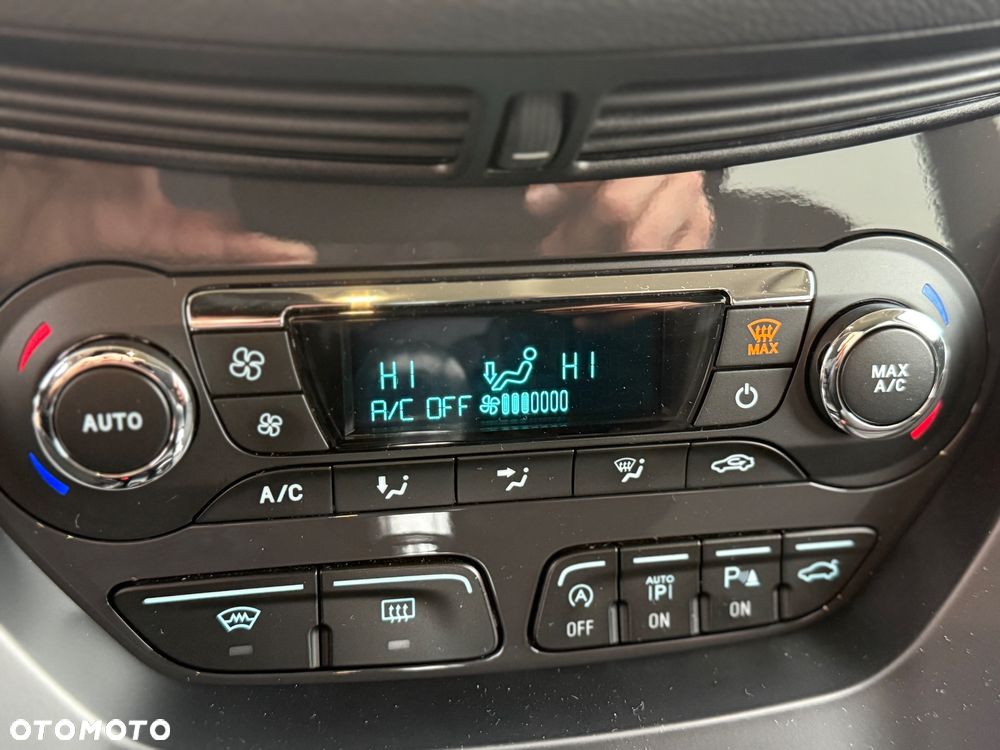 HI HI
A/C OFF
MAX
AUTO
MAX
A/C
A/C
A
OFF
AUTO
P
ON
P
ON
OTOMOTO